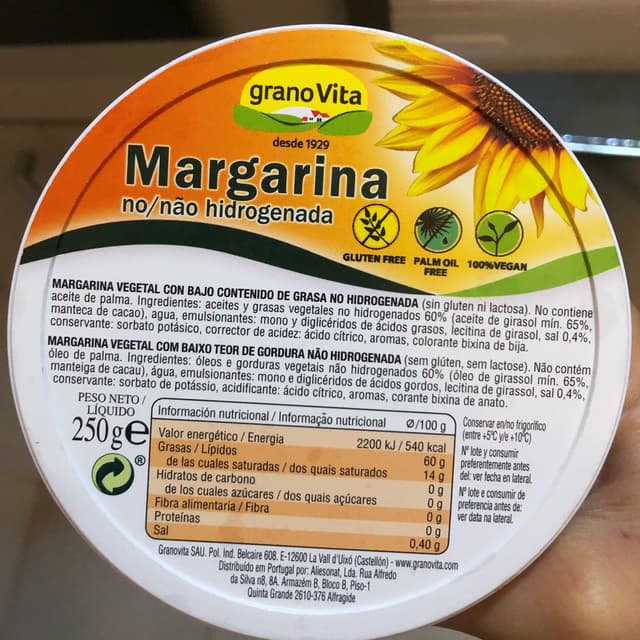 granoVita
desde 1929
Margarina
no/não hidrogenada
GLUTEN FREE
PALM OIL
FREE
100%VEGAN
MARGARINA VEGETAL CON BAJO CONTENIDO DE GRASA NO HIDROGENADA (sin gluten ni lactosa). No contiene
aceite de palma. Ingredientes: aceites y grasas vegetales no hidrogenados 60% (aceite de girasol mín. 65%,
manteca de cacao), agua, emulsionantes: mono y diglicéridos de ácidos grasos, lecitina de girasol, sal 0,4%,
conservante: sorbato potásico, corrector de acidez: ácido cítrico, aromas, colorante bixina de bija.
MARGARINA VEGETAL COM BAIXO TEOR DE GORDURA NÃO HIDROGENADA (sem glúten, sem lactose). Não contém
óleo de palma. Ingredientes: óleos e gorduras vegetais não hidrogenados 60% (óleo de girassol mín. 65%,
manteiga de cacau), água, emulsionantes: mono e diglicéridos de ácidos gordos, lecitina de girassol, sal 0,4%,
conservante: sorbato de potássio, acidificante: ácido cítrico, aromas, corante bixina de anato.
PESO NETO /
LÍQUIDO
250 g e
®
Información nutricional / Informação nutricional Ø/100 g
Valor energético / Energia 2200 kJ / 540 kcal
Grasas / Lípidos 60 g
de las cuales saturadas / dos quais saturados 14 g
Hidratos de carbono 0 g
de los cuales azúcares / dos quais açúcares 0 g
Fibra alimentaria / Fibra 0 g
Proteínas 0 g
Sal 0,40 g
Conservar en/no frigorífico
(entre +5ºC y/e +10ºC)
Nº lote y consumir
preferentemente antes
del: ver fecha en lateral.
Nº lote e consumir de
preferencia antes de:
ver data na lateral.
Granovita SAU. Pol. Ind. Belcaire 608. E-12600 La Vall d'Uixó (Castellón) - www.granovita.com
Distribuído em Portugal por: Aliesonat, Lda. Rua Alfredo
da Silva n8, 8A. Armazém B, Bloco B, Piso-1
Quinta Grande 2610-376 Alfragide